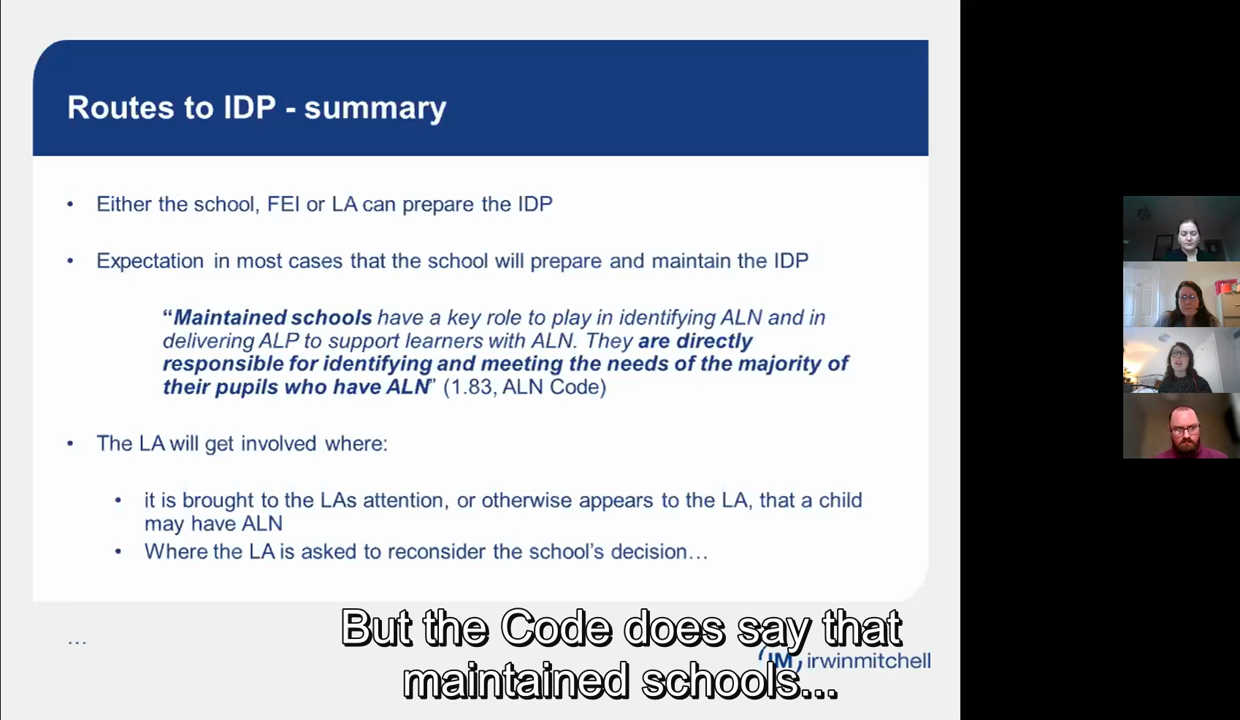 Routes to IDP - summary
• Either the school, FEI or LA can prepare the IDP
• Expectation in most cases that the school will prepare and maintain the IDP
“Maintained schools have a key role to play in identifying ALN and in
delivering ALP to support learners with ALN. They are directly
responsible for identifying and meeting the needs of the majority of
their pupils who have ALN” (1.83, ALN Code)
• The LA will get involved where:
• it is brought to the LAs attention, or otherwise appears to the LA, that a child
may have ALN
• Where the LA is asked to reconsider the school’s decision…
...
But the Code does say that
IM irwinmitchell
maintained schools...